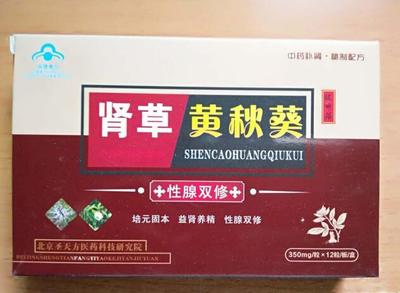 中药补肾·秘制配方
肾草 黄秋葵
SHENCAOHUANGQIUKUI
性腺双修
培元固本 益肾养精 性腺双修
北京圣天方医药科技研究院
BEIJINGSHENGTIANFANGYIYAOKEJIYANJIUYUAN
350mg/粒×12粒/板/盒